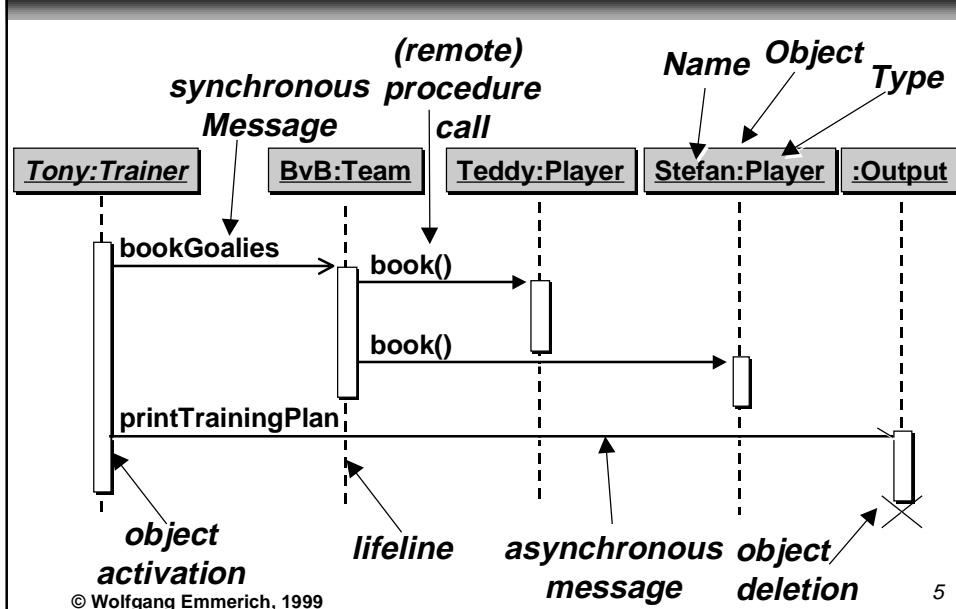 (remote)
procedure
call
synchronous
Message
Name
Object
Type
Tony:Trainer
BvB:Team
Teddy:Player
Stefan:Player
:Output
bookGoalies
book()
book()
printTrainingPlan
object
activation
lifeline
asynchronous
message
object
deletion
© Wolfgang Emmerich, 1999
5